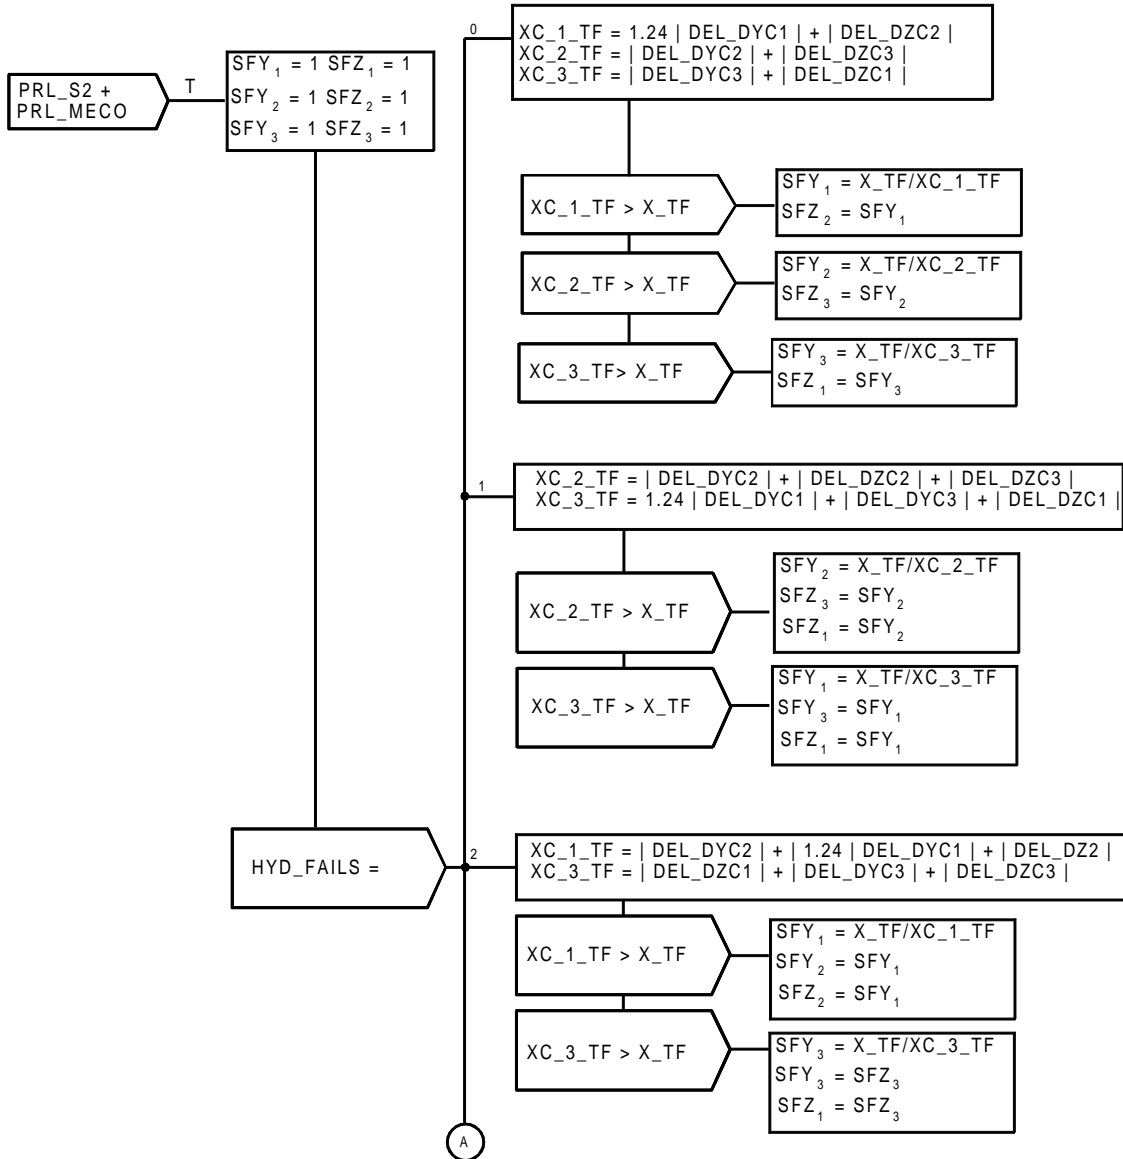 PRL_S2 +
PRL_MECO
T
SFY1 = 1 SFZ1 = 1
SFY2 = 1 SFZ2 = 1
SFY3 = 1 SFZ3 = 1
HYD_FAILS =
0
XC_1_TF = 1.24 | DEL_DYC1 | + | DEL_DZC2 |
XC_2_TF = | DEL_DYC2 | + | DEL_DZC3 |
XC_3_TF = | DEL_DYC3 | + | DEL_DZC1 |
XC_1_TF > X_TF
SFY1 = X_TF/XC_1_TF
SFZ2 = SFY1
XC_2_TF > X_TF
SFY2 = X_TF/XC_2_TF
SFZ3 = SFY2
XC_3_TF> X_TF
SFY3 = X_TF/XC_3_TF
SFZ1 = SFY3
1
XC_2_TF = | DEL_DYC2 | + | DEL_DZC2 | + | DEL_DZC3 |
XC_3_TF = 1.24 | DEL_DYC1 | + | DEL_DYC3 | + | DEL_DZC1 |
XC_2_TF > X_TF
SFY2 = X_TF/XC_2_TF
SFZ3 = SFY2
SFZ1 = SFY2
XC_3_TF > X_TF
SFY1 = X_TF/XC_3_TF
SFY3 = SFY1
SFZ1 = SFY1
2
XC_1_TF = | DEL_DYC2 | + | 1.24 | DEL_DYC1 | + | DEL_DZ2 |
XC_3_TF = | DEL_DZC1 | + | DEL_DYC3 | + | DEL_DZC3 |
XC_1_TF > X_TF
SFY1 = X_TF/XC_1_TF
SFY2 = SFY1
SFZ2 = SFY1
XC_3_TF > X_TF
SFY3 = X_TF/XC_3_TF
SFY3 = SFZ3
SFZ1 = SFZ3
A